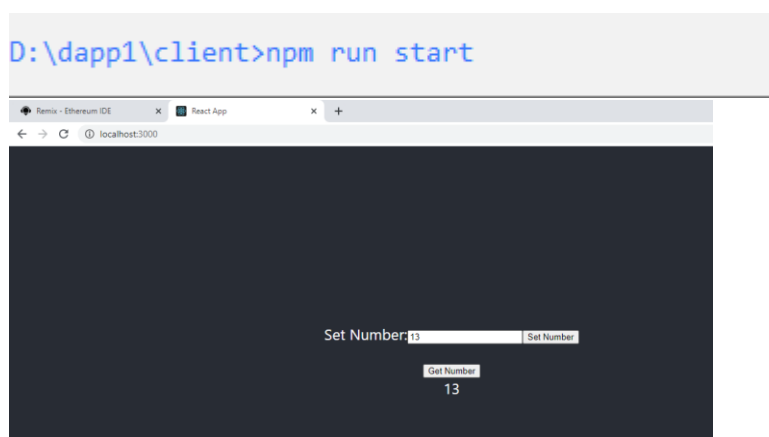 D:\dapp1\client>npm run start
Remix - Ethereum IDE React App
localhost:3000
Set Number: 13 Set Number
Get Number
13